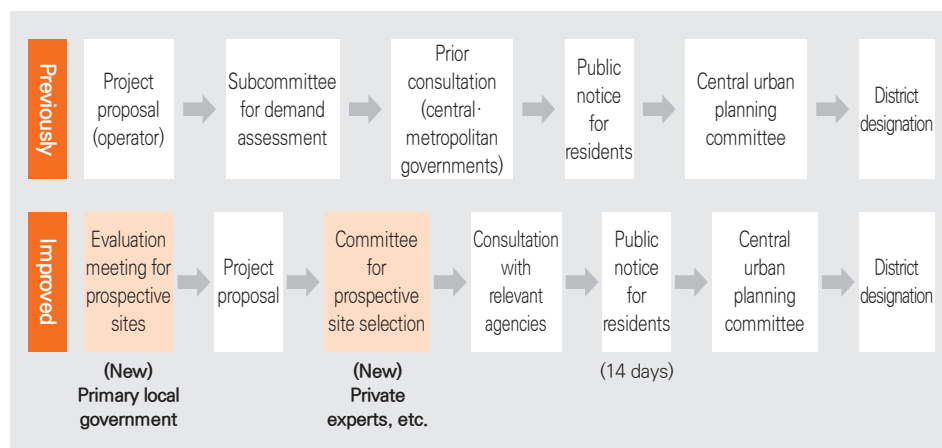 Previously
Project
proposal
(operator)
Subcommittee
for demand
assessment
Prior
consultation
(central·
metropolitan
governments)
Public
notice
for
residents
Central urban
planning
committee
District
designation
Improved
Evaluation
meeting for
prospective
sites
Project
proposal
Committee
for
prospective
site selection
Consultation
with
relevant
agencies
Public
notice
for
residents
Central
urban
planning
committee
District
designation
(New)
Primary local
government
(New)
Private
experts, etc.
(14 days)